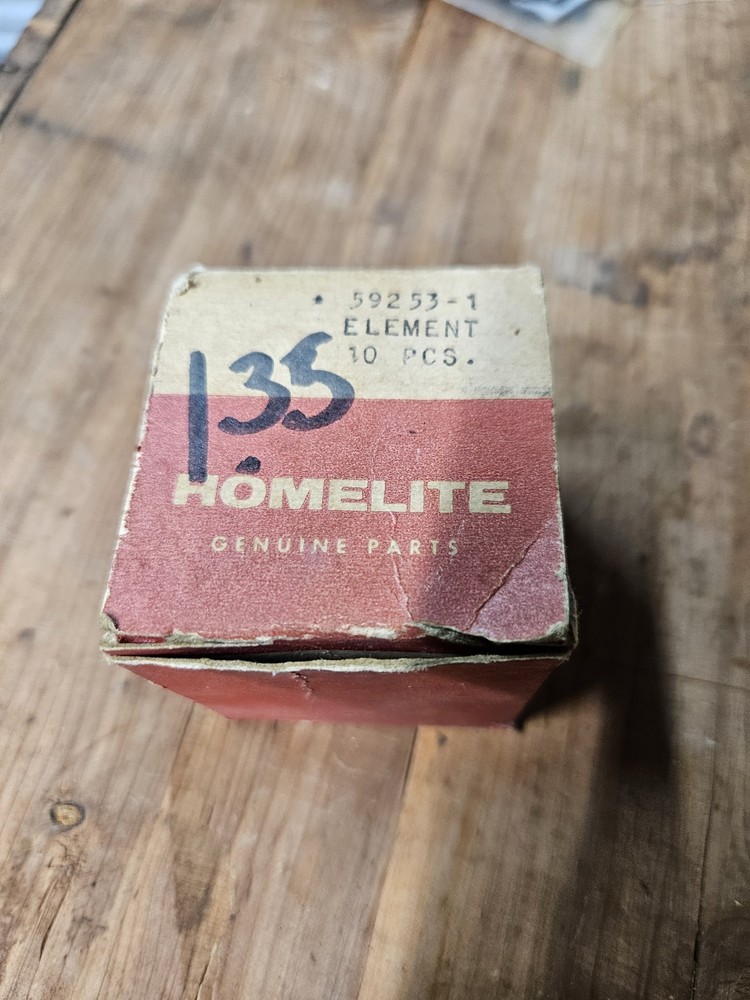 59253-1
ELEMENT
10 PCS.
1.35
HOMELITE
GENUINE PARTS